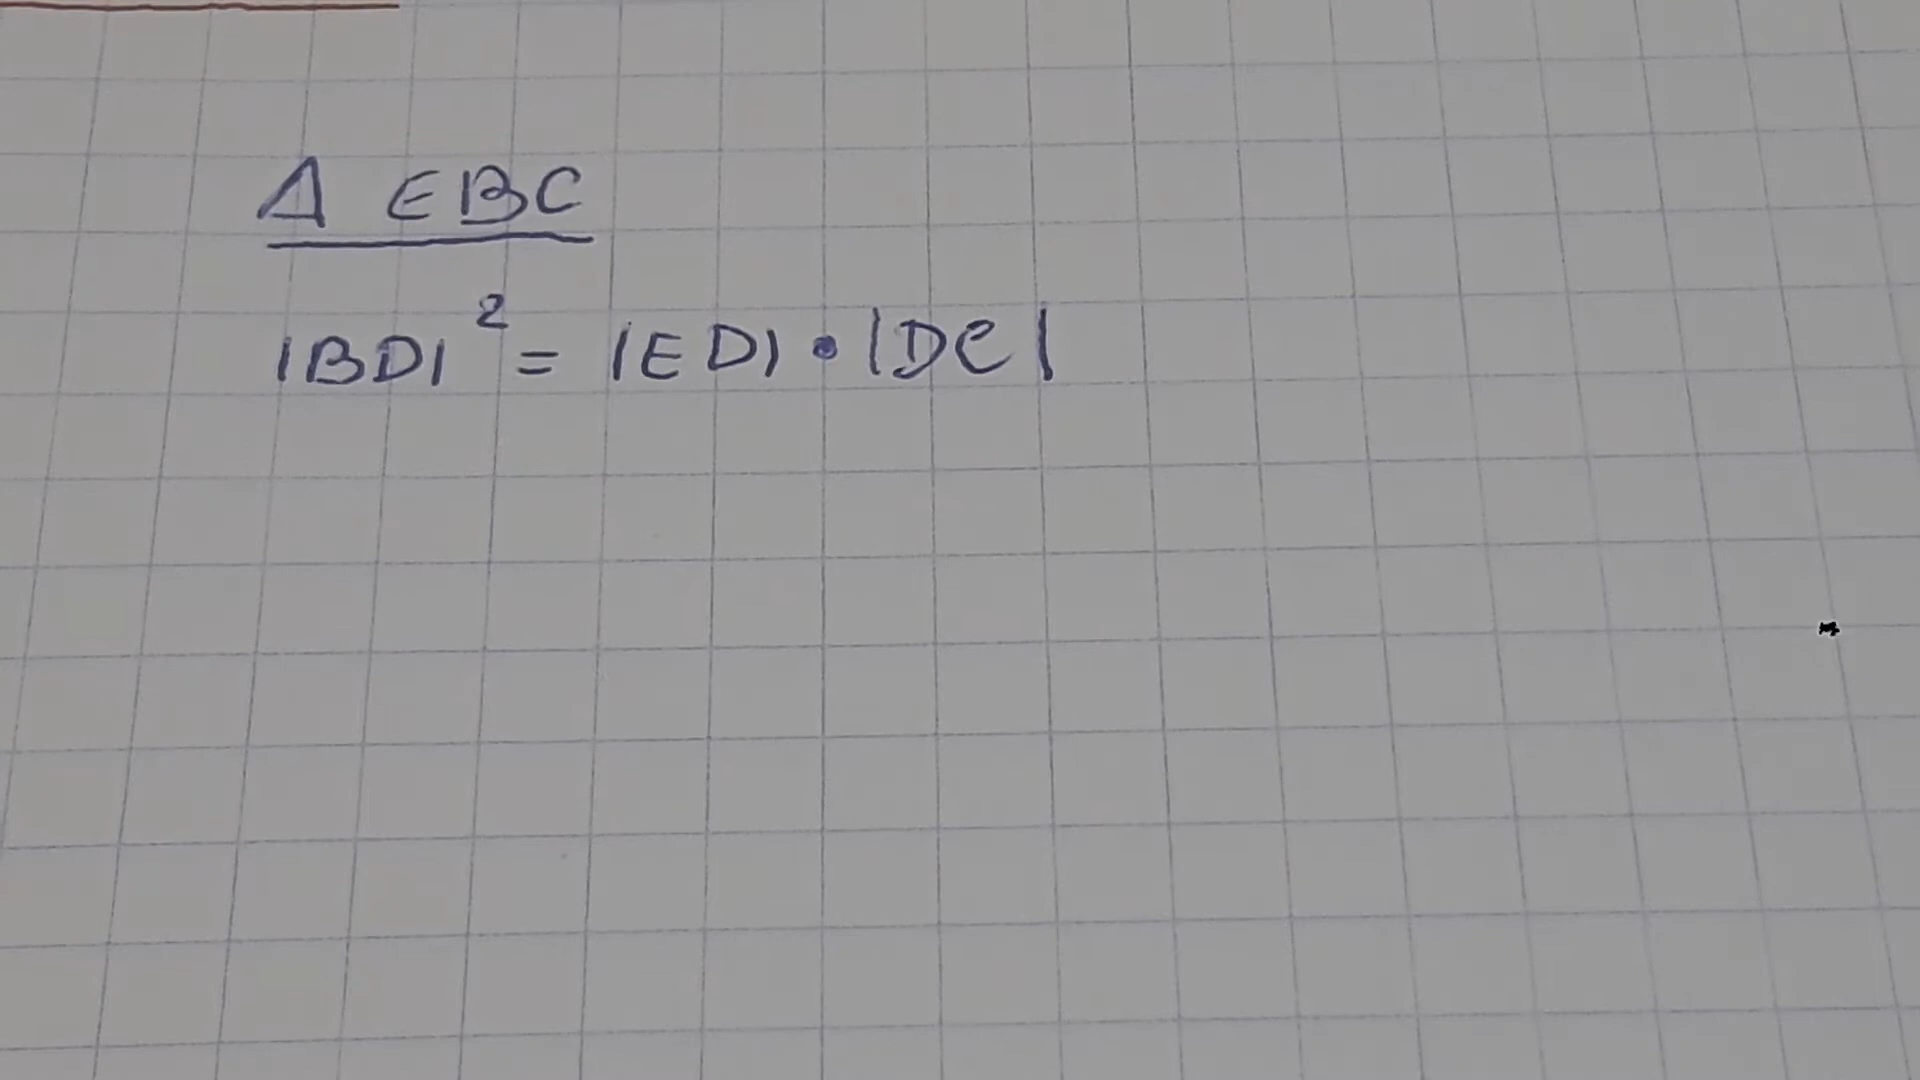 Δ EBC
|BD|² = |ED| • |DC|